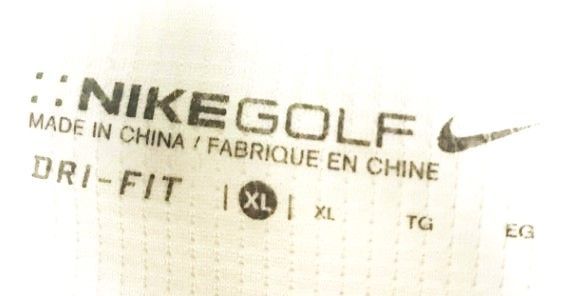 NIKEGOLF
MADE IN CHINA / FABRIQUE EN CHINE
DRI-FIT | XL | XL TG EG